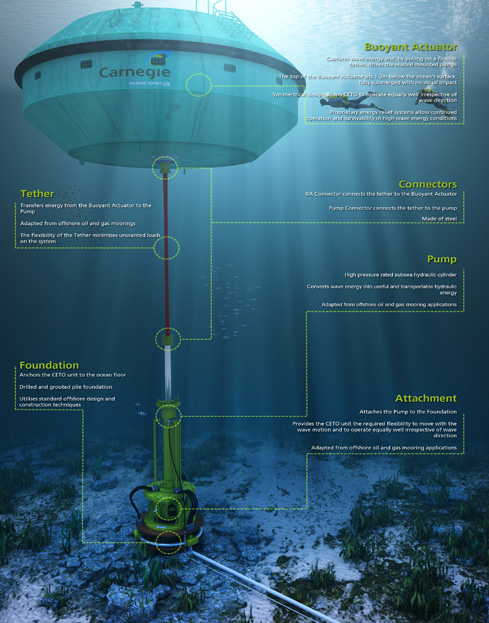 Buoyant Actuator
Captures wave energy and, by pulling on a flexible
tether, drives the seabed mounted pumps
The top of the Buoyant Actuator sits 1-2m below the ocean's surface,
fully submerged with no visual impact
Symmetrical design allows CETO to operate equally well irrespective of
wave direction
Proprietary energy relief systems allow continued
operation and survivability in high wave energy conditions
Carnegie
wave energy
Tether
Transfers energy from the Buoyant Actuator to the
Pump
Adapted from offshore oil and gas moorings
The flexibility of the Tether minimises unwanted loads
on the system
Connectors
BA Connector connects the tether to the Buoyant Actuator
Pump Connector connects the tether to the pump
Made of steel
Pump
High pressure rated subsea hydraulic cylinder
Converts wave energy into useful and transportable hydraulic
energy
Adapted from offshore oil and gas mooring applications
Foundation
Anchors the CETO unit to the ocean floor
Drilled and grouted pile foundation
Utilises standard offshore design and
construction techniques
Attachment
Attaches the Pump to the Foundation
Provides the CETO unit the required flexibility to move with the
wave motion and to operate equally well irrespective of wave
direction
Adapted from offshore oil and gas mooring applications